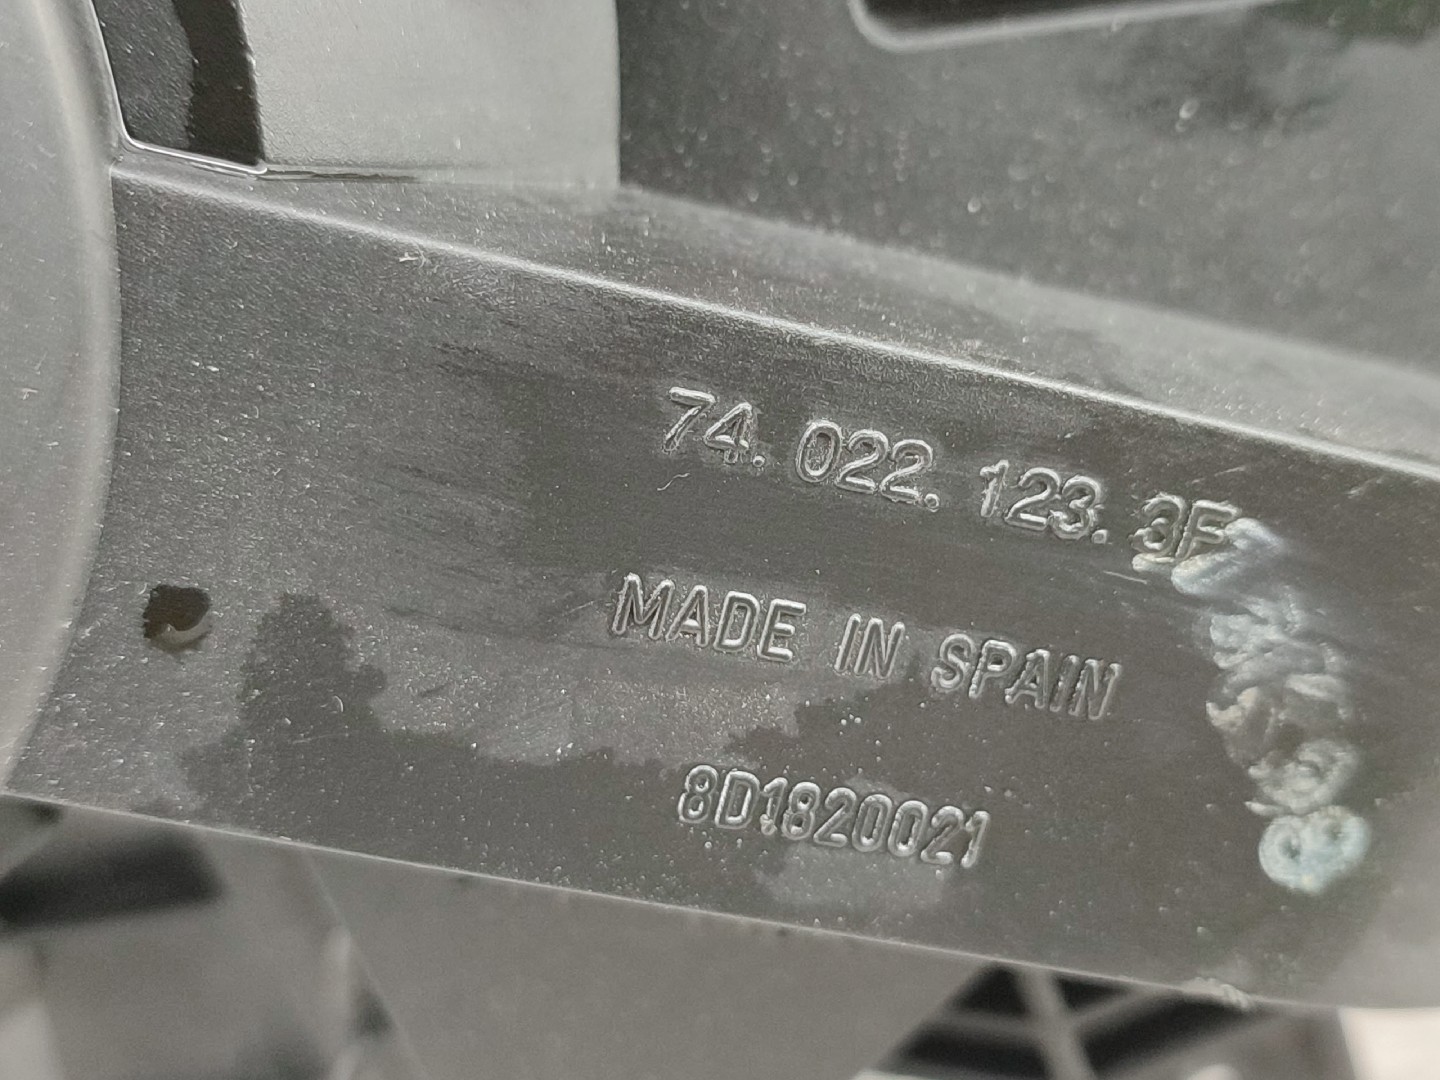 74. 022. 123. 3F
MADE IN SPAIN
8D1820021